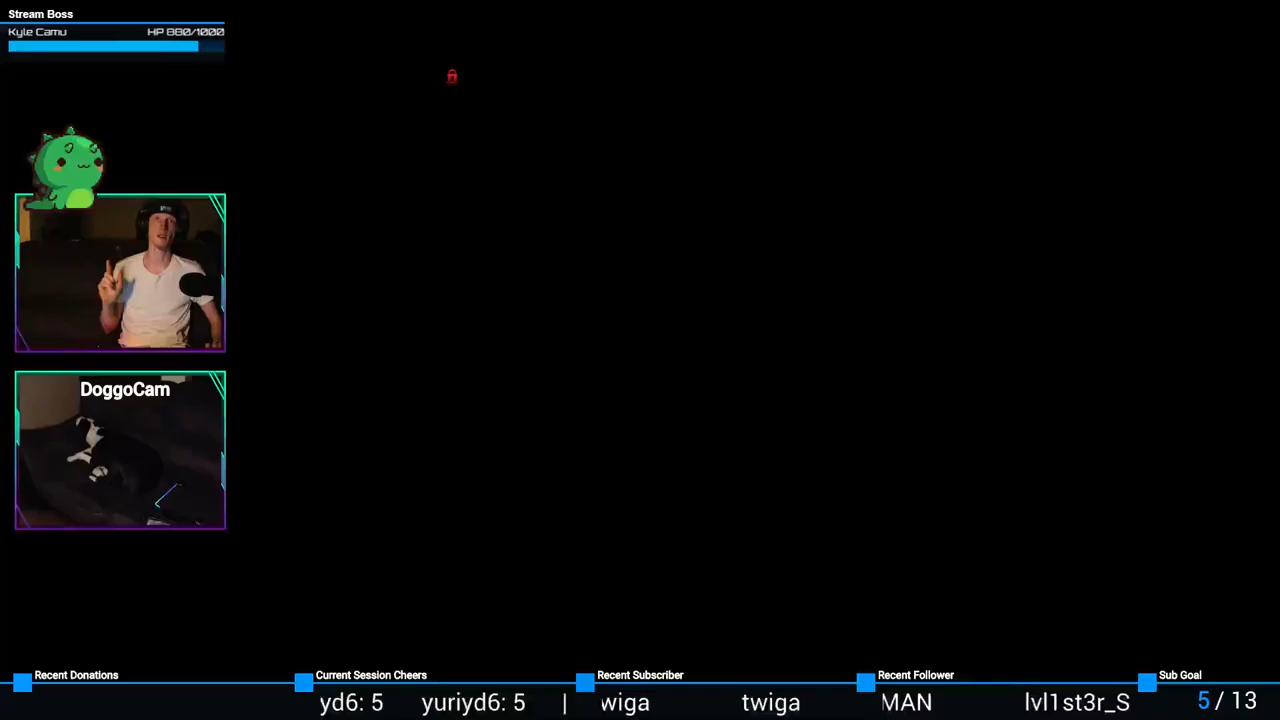 Stream Boss
Kyle Camu HP 880/1000
DoggoCam
Recent Donations Current Session Cheers Recent Subscriber Recent Follower Sub Goal
yd6: 5 yuriyd6: 5 | wiga twiga MAN lvl1st3r_S 5 / 13